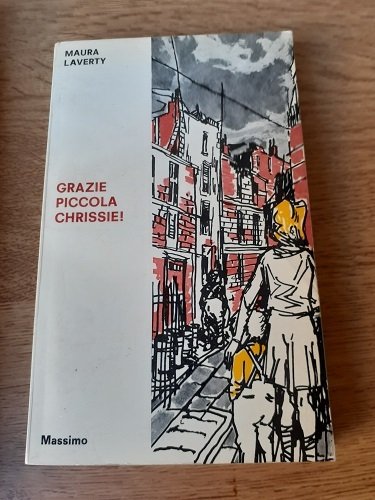 MAURA
LAVERTY
GRAZIE
PICCOLA
CHRISSIE!
Massimo